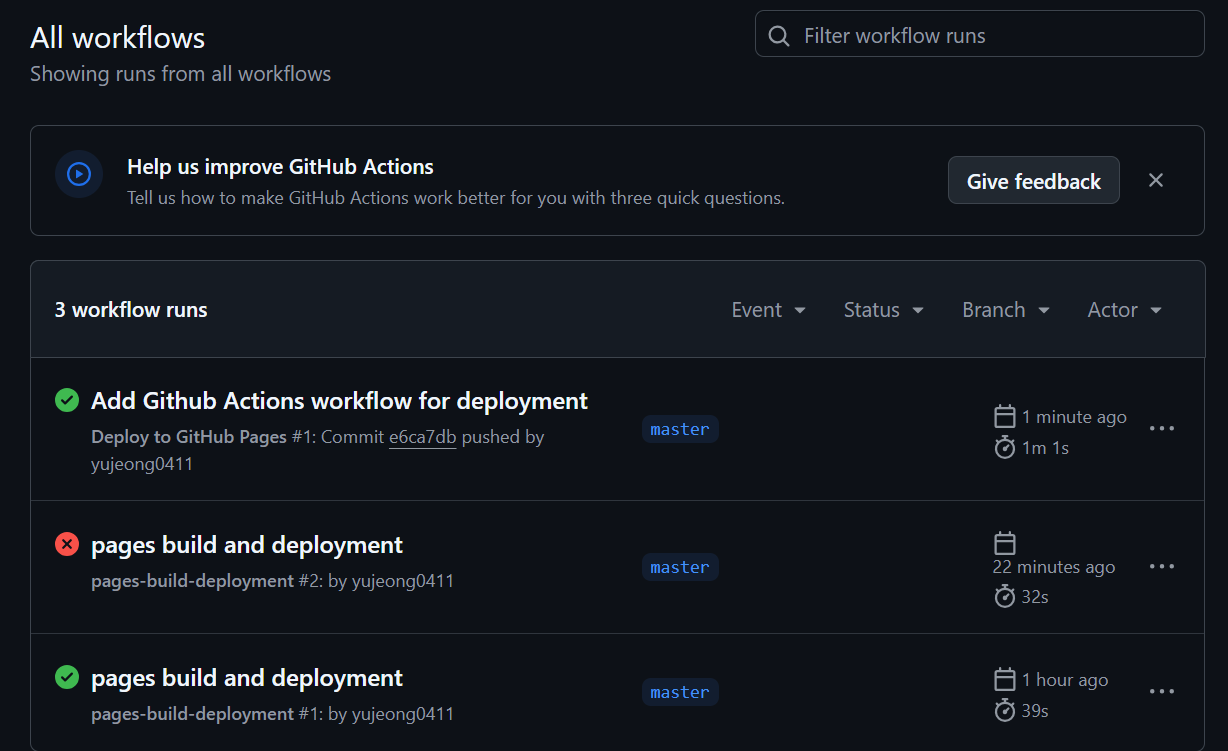 All workflows
Filter workflow runs
Showing runs from all workflows
Help us improve GitHub Actions
Tell us how to make GitHub Actions work better for you with three quick questions.
Give feedback
3 workflow runs
Event
Status
Branch
Actor
Add Github Actions workflow for deployment
Deploy to GitHub Pages #1: Commit e6ca7db pushed by
yujeong0411
master
1 minute ago
1m 1s
pages build and deployment
pages-build-deployment #2: by yujeong0411
master
22 minutes ago
32s
pages build and deployment
pages-build-deployment #1: by yujeong0411
master
1 hour ago
39s